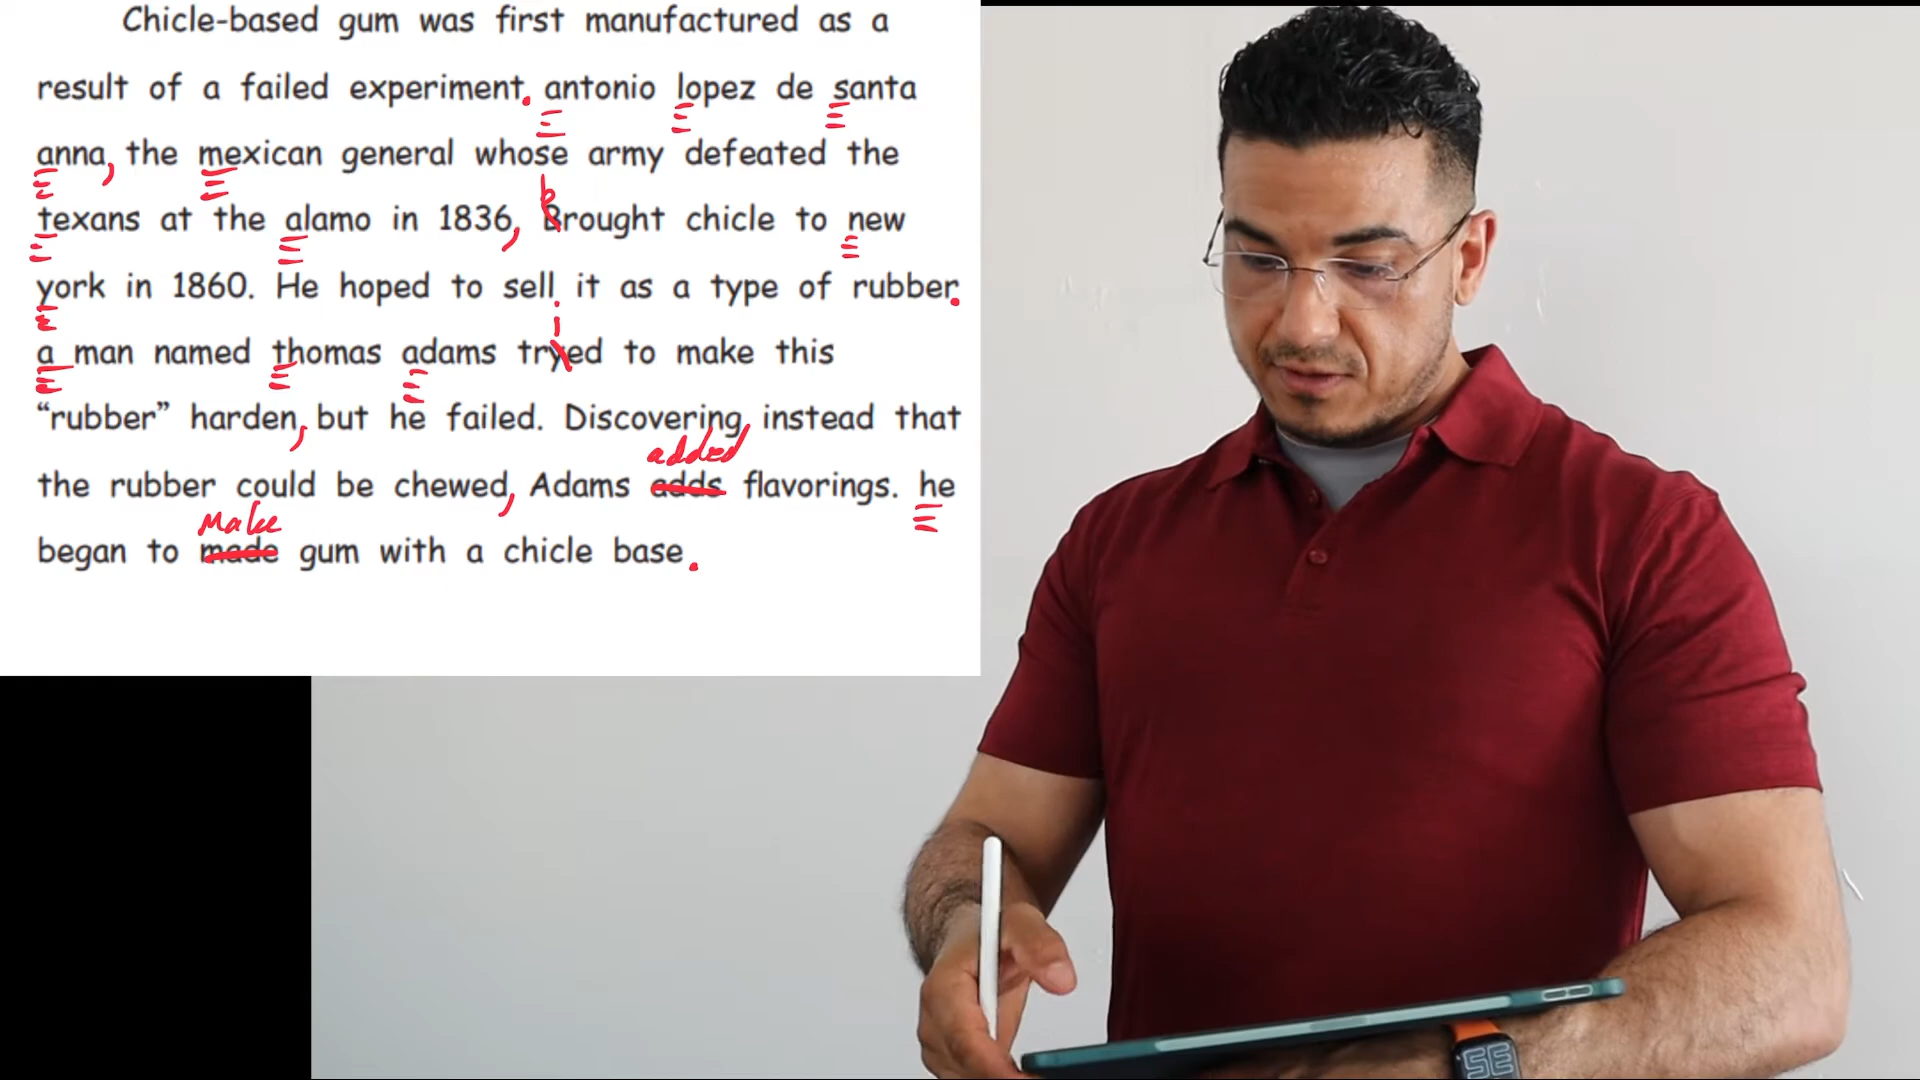 Chicle-based gum was first manufactured as a
result of a failed experiment. antonio lopez de santa
anna, the mexican general whose army defeated the
b
texans at the alamo in 1836, Brought chicle to new
york in 1860. He hoped to sell it as a type of rubber.
i
a man named thomas adams tryed to make this
“rubber” harden, but he failed. Discovering instead that
added
the rubber could be chewed, Adams adds flavorings. he
make
began to made gum with a chicle base.